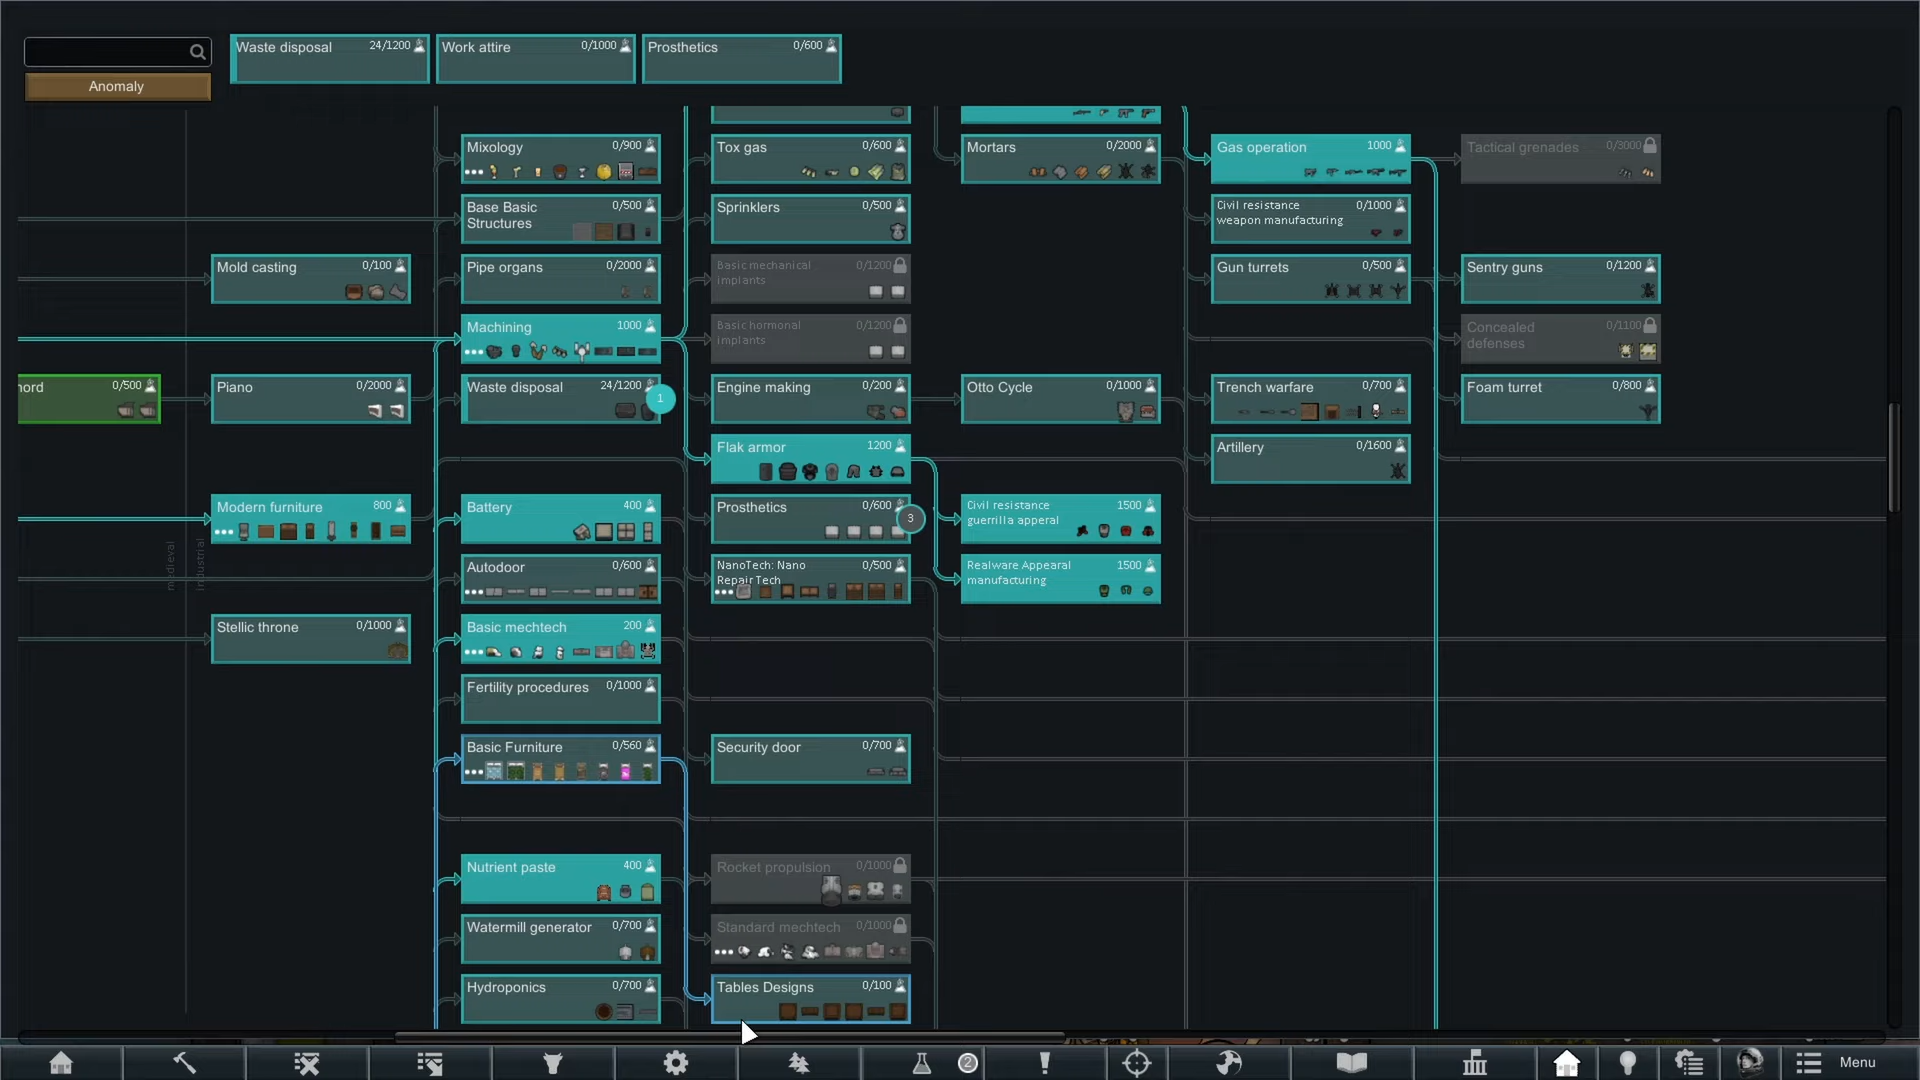 Waste disposal 24/1200
Work attire 0/1000
Prosthetics 0/600
Anomaly
Mixology 0/900
Tox gas 0/600
Mortars 0/2000
Gas operation 1000
Tactical grenades 0/3000
Base Basic 0/500
Structures
Sprinklers 0/500
Civil resistance 0/1000
weapon manufacturing
Mold casting 0/100
Pipe organs 0/2000
Basic mechanical 0/1200
implants
Gun turrets 0/500
Sentry guns 0/1200
Machining 1000
Basic hormonal 0/1200
implants
Concealed 0/1100
defenses
ord 0/500
Piano 0/2000
Waste disposal 24/1200
1
Engine making 0/200
Otto Cycle 0/1000
Trench warfare 0/700
Foam turret 0/800
Flak armor 1200
Artillery 0/1600
Modern furniture 800
Battery 400
Prosthetics 0/600
3
Civil resistance 1500
guerrilla apperal
medieval
industrial
Autodoor 0/600
NanoTech: Nano 0/500
Repair Tech
Realware Appearal 1500
manufacturing
Stellic throne 0/1000
Basic mechtech 200
Fertility procedures 0/1000
Basic Furniture 0/560
Security door 0/700
Nutrient paste 400
Rocket propulsion 0/1000
Watermill generator 0/700
Standard mechtech 0/1000
Hydroponics 0/700
Tables Designs 0/100
2
Menu